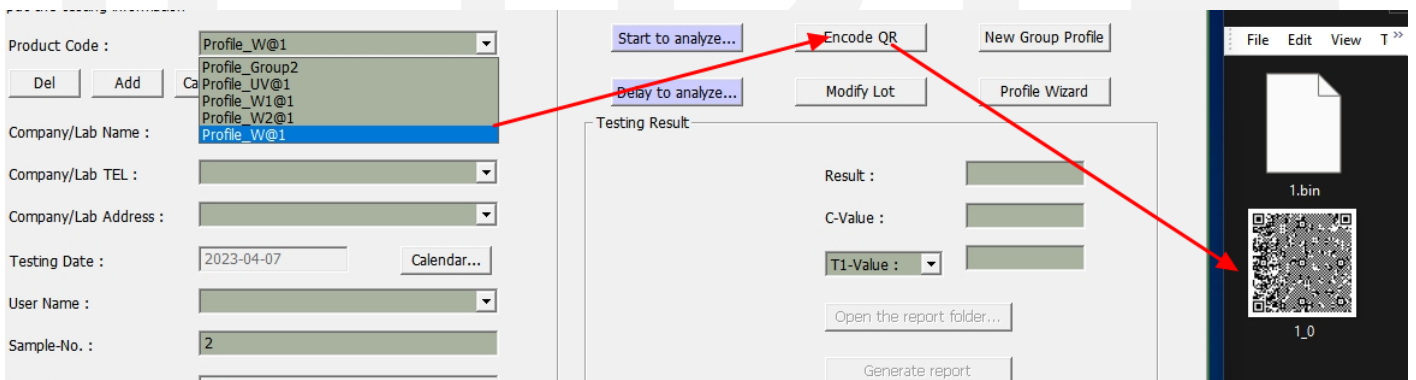 Product Code :
Profile_W@1
Profile_Group2
Profile_UV@1
Profile_W1@1
Profile_W2@1
Profile_W@1
Del
Add
Company/Lab Name :
Company/Lab TEL :
Company/Lab Address :
Testing Date :
2023-04-07
Calendar...
User Name :
Sample-No. :
2
Start to analyze...
Encode QR
New Group Profile
Delay to analyze...
Modify Lot
Profile Wizard
Testing Result
Result :
C-Value :
T1-Value :
Open the report folder...
Generate report
File Edit View T »
1.bin
1_0